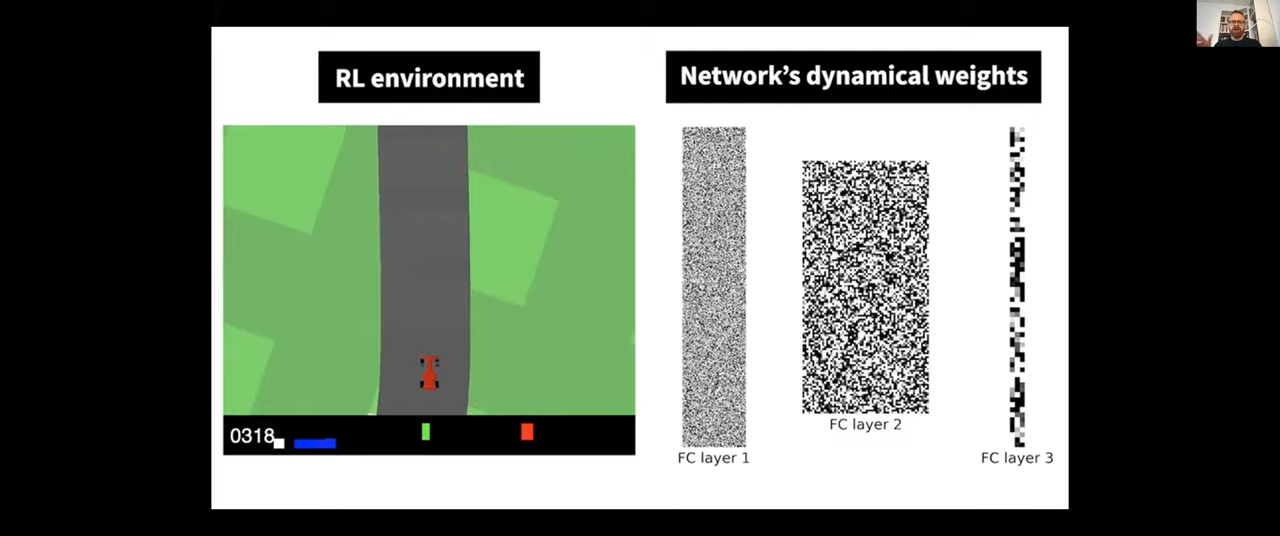 RL environment
Network's dynamical weights
0318
FC layer 1
FC layer 2
FC layer 3